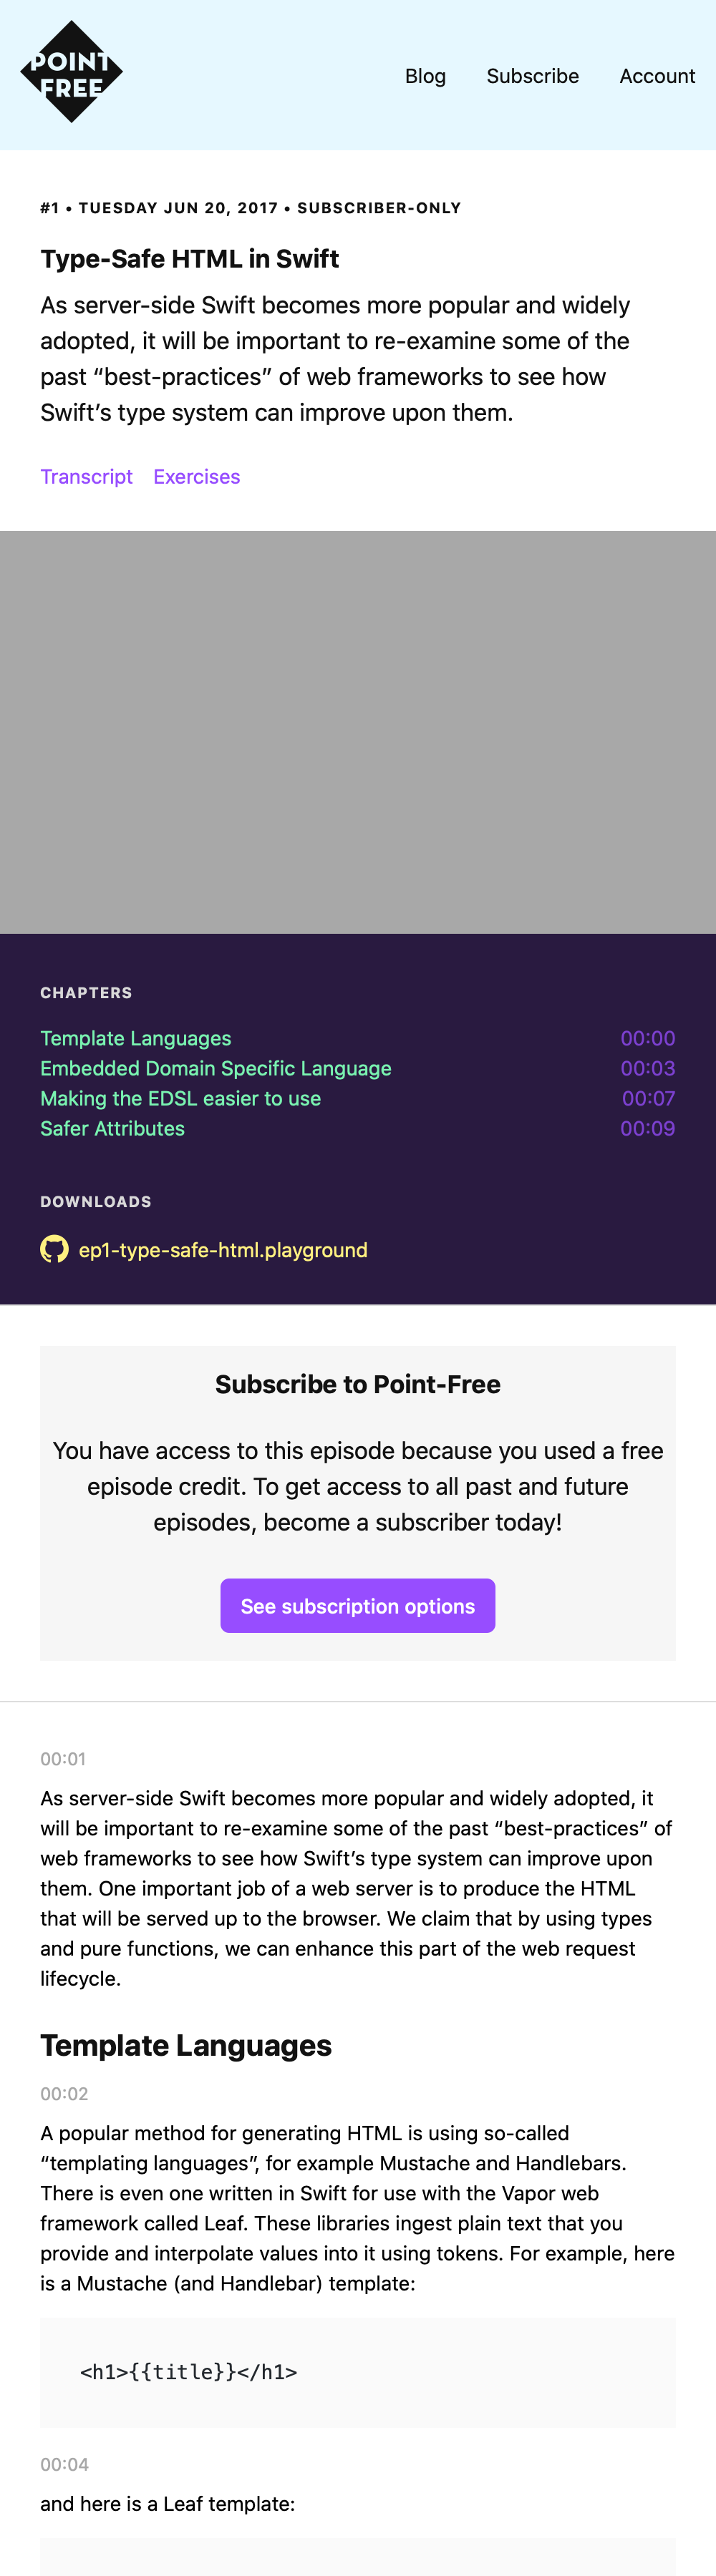 POINT
FREE
Blog Subscribe Account
#1 • TUESDAY JUN 20, 2017 • SUBSCRIBER-ONLY
Type-Safe HTML in Swift
As server-side Swift becomes more popular and widely
adopted, it will be important to re-examine some of the
past “best-practices” of web frameworks to see how
Swift’s type system can improve upon them.
Transcript Exercises
CHAPTERS
Template Languages 00:00
Embedded Domain Specific Language 00:03
Making the EDSL easier to use 00:07
Safer Attributes 00:09
DOWNLOADS
ep1-type-safe-html.playground
Subscribe to Point-Free
You have access to this episode because you used a free
episode credit. To get access to all past and future
episodes, become a subscriber today!
See subscription options
00:01
As server-side Swift becomes more popular and widely adopted, it
will be important to re-examine some of the past “best-practices” of
web frameworks to see how Swift’s type system can improve upon
them. One important job of a web server is to produce the HTML
that will be served up to the browser. We claim that by using types
and pure functions, we can enhance this part of the web request
lifecycle.
Template Languages
00:02
A popular method for generating HTML is using so-called
“templating languages”, for example Mustache and Handlebars.
There is even one written in Swift for use with the Vapor web
framework called Leaf. These libraries ingest plain text that you
provide and interpolate values into it using tokens. For example, here
is a Mustache (and Handlebar) template:
<h1>{{title}}</h1>
00:04
and here is a Leaf template: